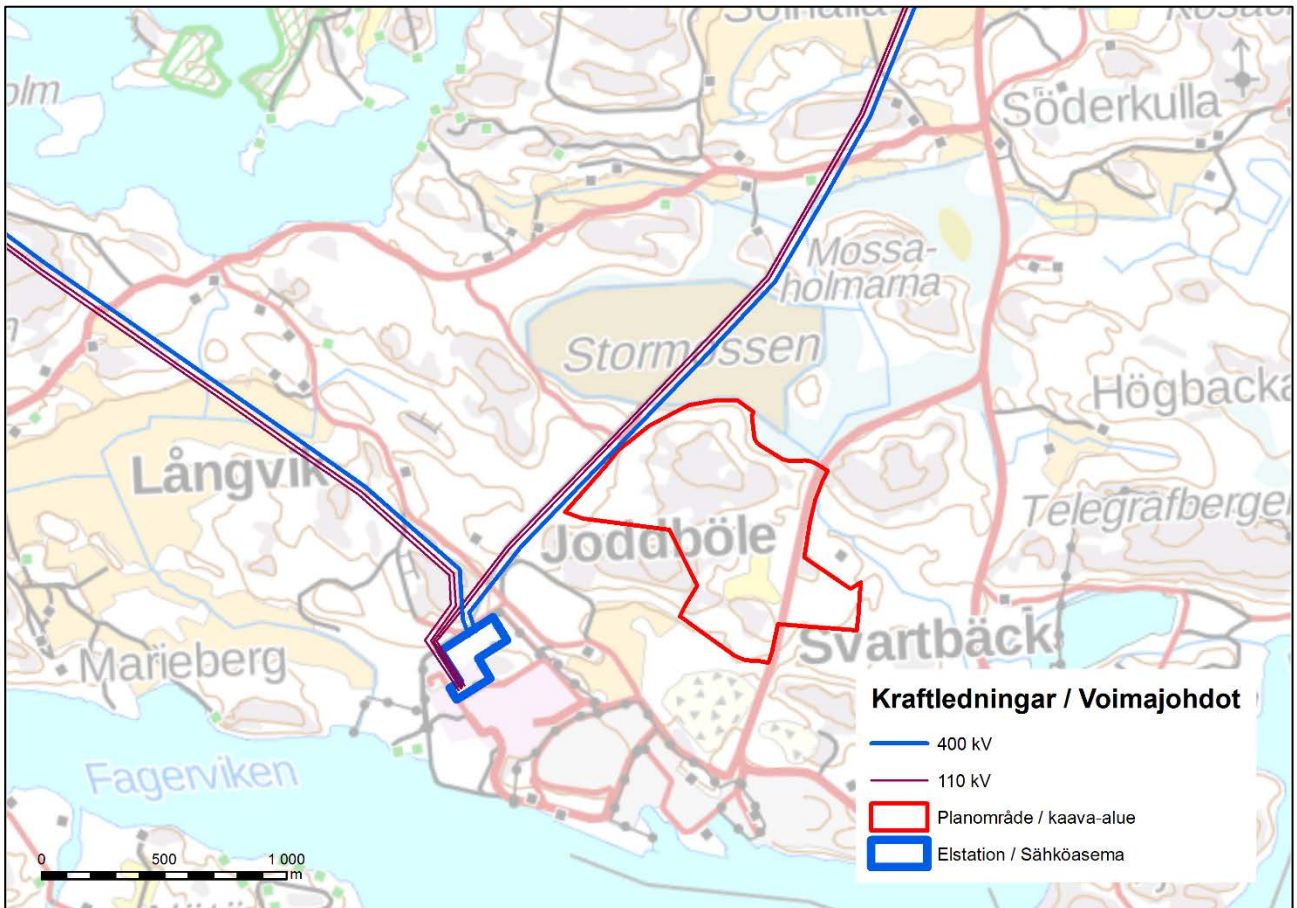 Söderkulla
Mossa-
holmarna
Stormossen
Högbacka
Långvik
Telegrafberge
Joddböle
Svartbäck
Marieberg
Fagerviken
Kraftledningar / Voimajohdot
400 kV
110 kV
Planområde / kaava-alue
Elstation / Sähköasema
0 500 1 000
m